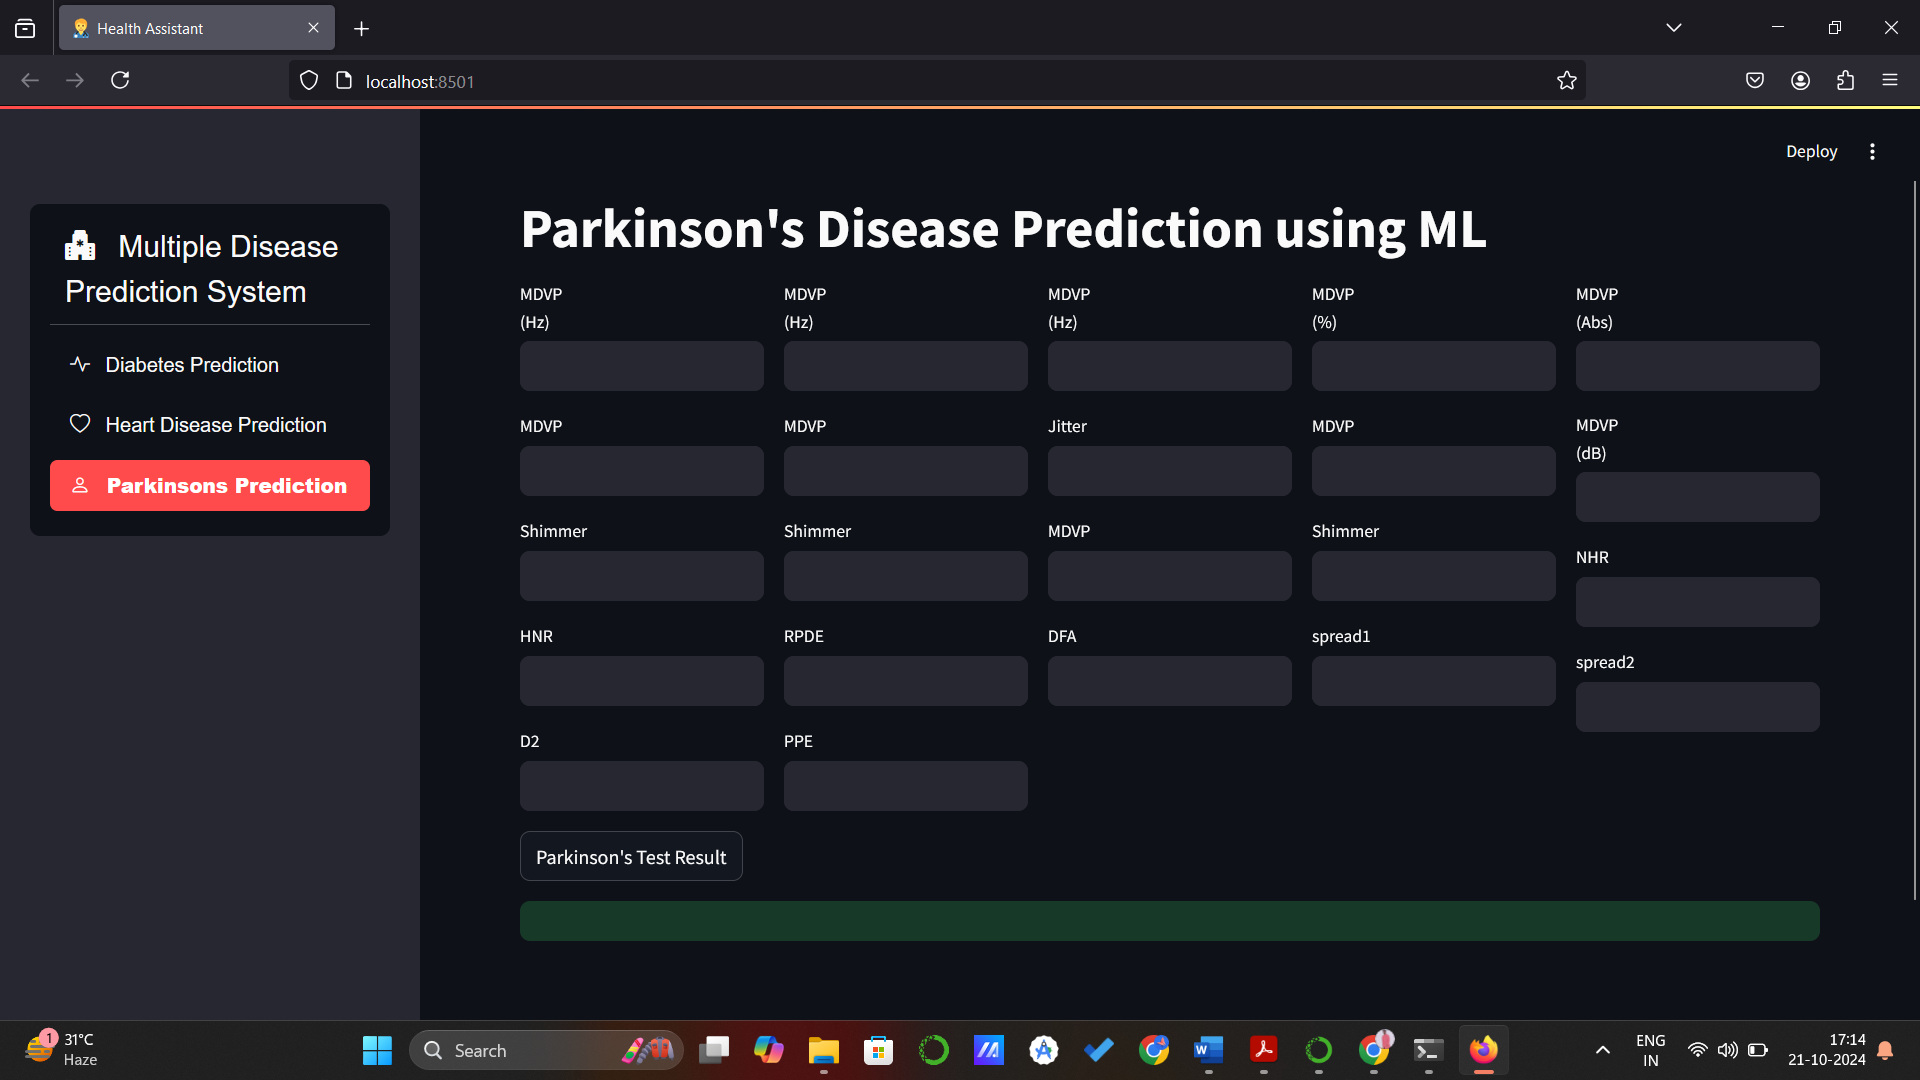 Health Assistant
localhost:8501
Deploy
Multiple Disease
Prediction System
Diabetes Prediction
Heart Disease Prediction
Parkinsons Prediction
Parkinson's Disease Prediction using ML
MDVP
(Hz)
MDVP
(Hz)
MDVP
(Hz)
MDVP
(%)
MDVP
(Abs)
MDVP
MDVP
Jitter
MDVP
MDVP
(dB)
Shimmer
Shimmer
MDVP
Shimmer
NHR
HNR
RPDE
DFA
spread1
spread2
D2
PPE
Parkinson's Test Result
1
31°C
Haze
Search
ENG
IN
17:14
21-10-2024